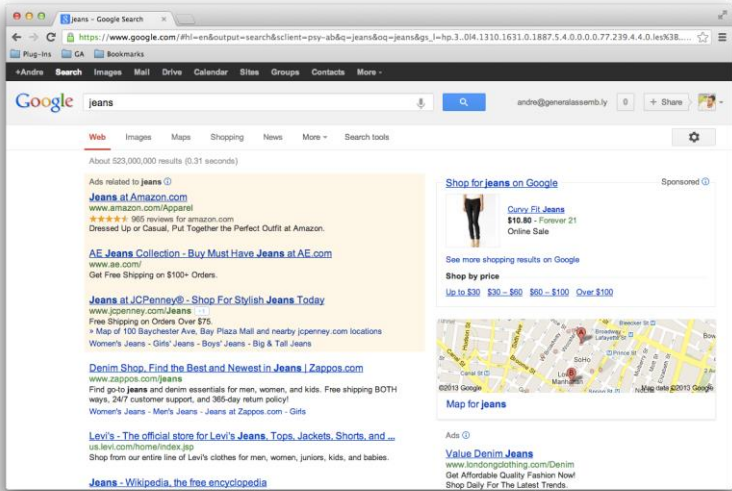 jeans - Google Search
https://www.google.com/#hl=en&output=search&sclient=psy-ab&q=jeans&oq=jeans&gs_l=hp.3..0l4.1310.1631.0.1887.5.4.0.0.0.0.77.239.4.4.0.les%3B....
Plug-Ins GA Bookmarks
+Andre Search Images Mail Drive Calendar Sites Groups Contacts More
Google jeans andre@generalassemb.ly 0 + Share
Web Images Maps Shopping News More Search tools
About 523,000,000 results (0.31 seconds)
Ads related to jeans
Jeans at Amazon.com
www.amazon.com/Apparel
965 reviews for amazon.com
Dressed Up or Casual, Put Together the Perfect Outfit at Amazon.
AE Jeans Collection - Buy Must Have Jeans at AE.com
www.ae.com/
Get Free Shipping on $100+ Orders.
Jeans at JCPenney® - Shop For Stylish Jeans Today
www.jcpenney.com/Jeans +1
Free Shipping on Orders Over $75.
» Map of 100 Baychester Ave, Bay Plaza Mall and nearby jcpenney.com locations
Women's Jeans - Girls' Jeans - Boys' Jeans - Big & Tall Jeans
Denim Shop, Find the Best and Newest in Jeans | Zappos.com
www.zappos.com/jeans
Find go-to jeans and denim essentials for men, women, and kids. Free shipping BOTH
ways, 24/7 customer support, and 365-day return policy!
Women's Jeans - Men's Jeans - Jeans at Zappos.com - Girls
Levi's - The official store for Levi's Jeans, Tops, Jackets, Shorts, and ...
us.levi.com/home/index.jsp
Shop from our entire line of Levi's clothes for men, women, juniors, kids, and babies.
Jeans - Wikipedia, the free encyclopedia
Shop for jeans on Google Sponsored
Curvy Fit Jeans
$10.80 - Forever 21
Online Sale
See more shopping results on Google
Shop by price
Up to $30 $30 – $60 $60 – $100 Over $100
Bleecker St
Broadway
Lafayette St
Prince St
SoHo
Canal St
Manhattan
©2013 Google Map data ©2013 Google
Map for jeans
Ads
Value Denim Jeans
www.londongclothing.com/Denim
Get Affordable Quality Fashion Now!
Shop Daily For The Latest Trends.